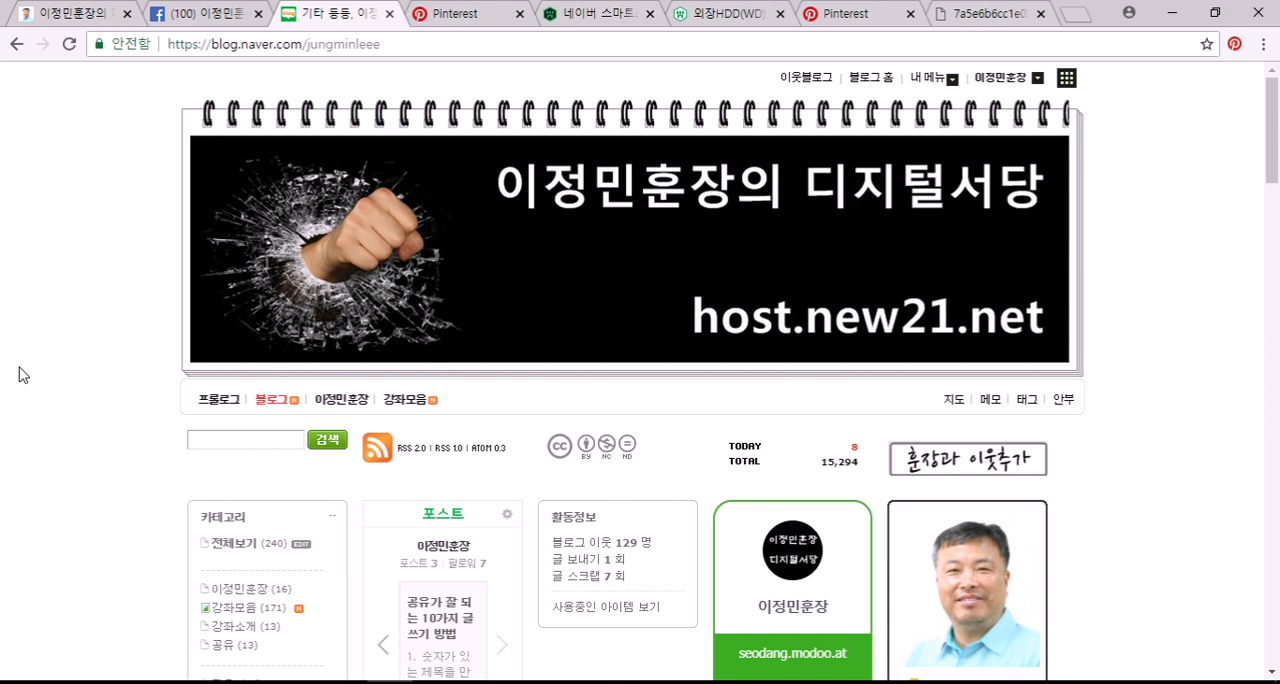 이정민훈장의
(100) 이정민훈
기타 등등, 이정
Pinterest
네이버 스마트
외장HDD(WD)
Pinterest
7a5e6b6cc1e0
안전함 https://blog.naver.com/jungminleee
이웃블로그 | 블로그 홈 | 내 메뉴 | 이정민훈장
이정민훈장의 디지털서당
host.new21.net
프롤로그 | 블로그 N | 이정민훈장 | 강좌모음 N
지도 | 메모 | 태그 | 안부
검색
RSS 2.0 | RSS 1.0 | ATOM 0.3
cc BY NC ND
TODAY 8
TOTAL 15,294
훈장과 이웃추가
카테고리
전체보기 (240) EDIT
이정민훈장 (16)
강좌모음 (171) N
강좌소개 (13)
공유 (13)
포스트
이정민훈장
포스트 3 | 팔로워 7
공유가 잘 되
는 10가지 글
쓰기 방법
1. 숫자가 있
는 제목을 만
활동정보
블로그 이웃 129 명
글 보내기 1 회
글 스크랩 7 회
사용중인 아이템 보기
이정민훈장
디지털서당
이정민훈장
seodang.modoo.at